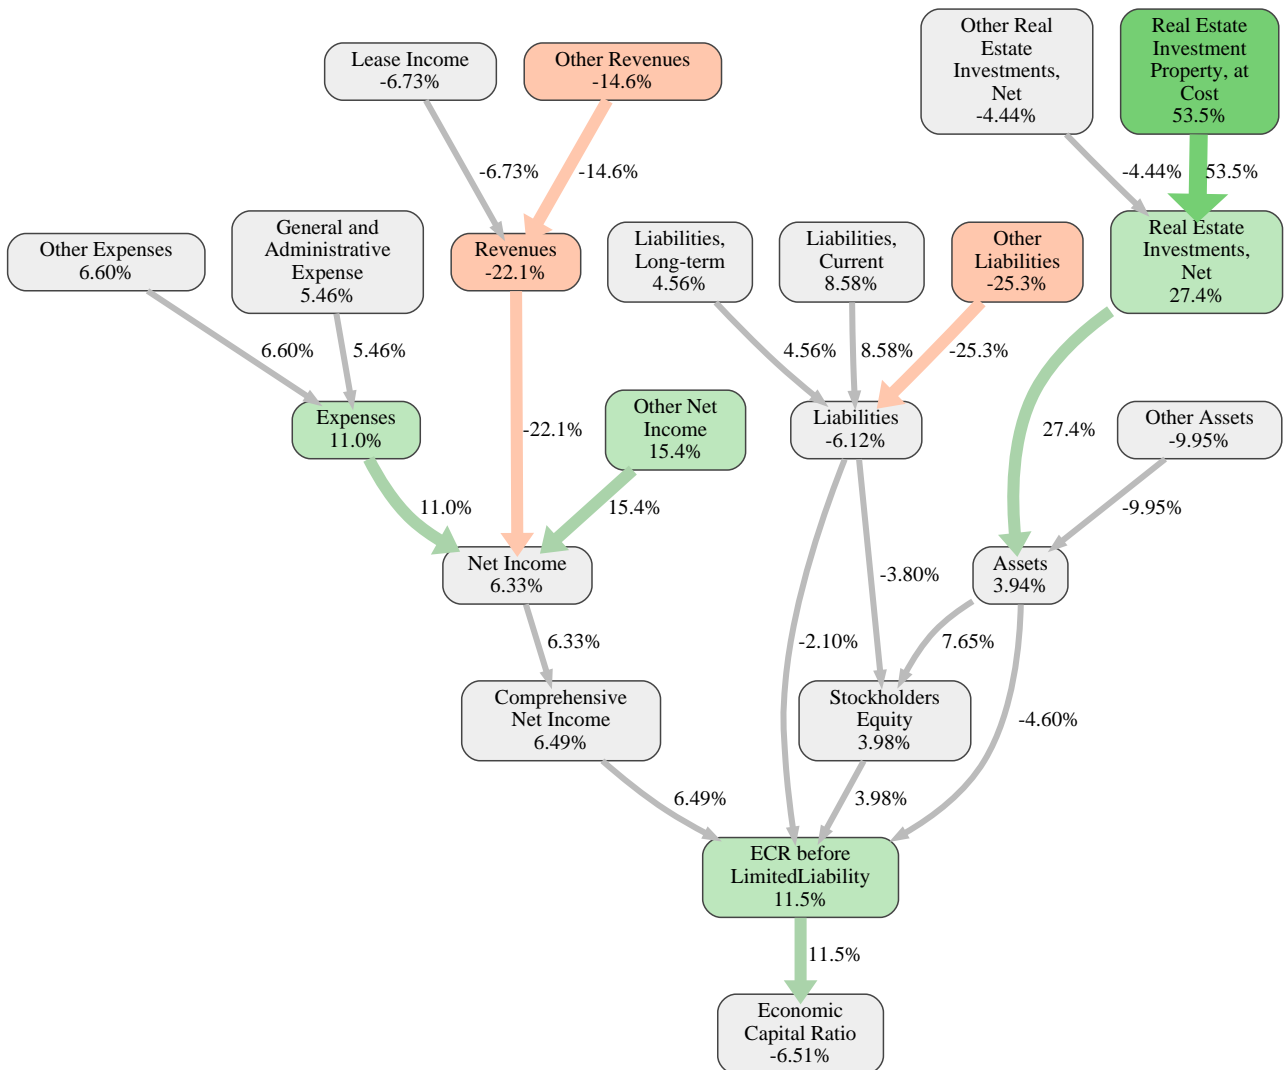 Other Real
Estate
Investments,
Net
-4.44%
Real Estate
Investment
Property, at
Cost
53.5%
Lease Income
-6.73%
Other Revenues
-14.6%
-6.73%
-14.6%
-4.44%
53.5%
Other Expenses
6.60%
General and
Administrative
Expense
5.46%
Revenues
-22.1%
Liabilities,
Long-term
4.56%
Liabilities,
Current
8.58%
Other
Liabilities
-25.3%
Real Estate
Investments,
Net
27.4%
6.60%
5.46%
4.56%
8.58%
-25.3%
Expenses
11.0%
-22.1%
Other Net
Income
15.4%
Liabilities
-6.12%
27.4%
Other Assets
-9.95%
11.0%
15.4%
-9.95%
Net Income
6.33%
-3.80%
Assets
3.94%
6.33%
-2.10%
7.65%
Comprehensive
Net Income
6.49%
Stockholders
Equity
3.98%
-4.60%
6.49%
3.98%
ECR before
LimitedLiability
11.5%
11.5%
Economic
Capital Ratio
-6.51%